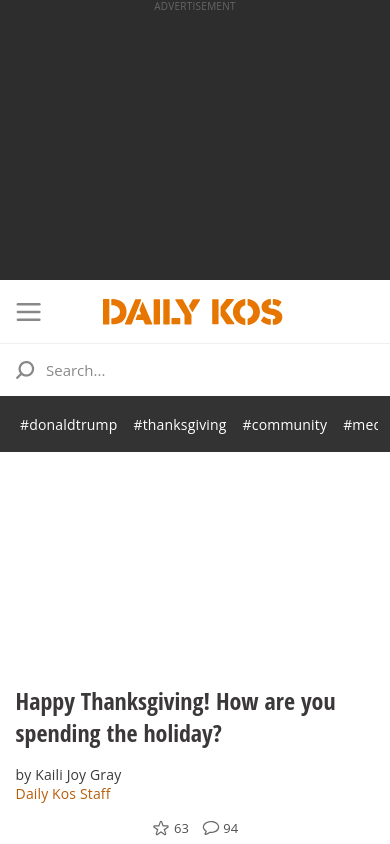 ADVERTISEMENT
DAILY KOS
Search...
#donaldtrump #thanksgiving #community #med
Happy Thanksgiving! How are you
spending the holiday?
by Kaili Joy Gray
Daily Kos Staff
63 94